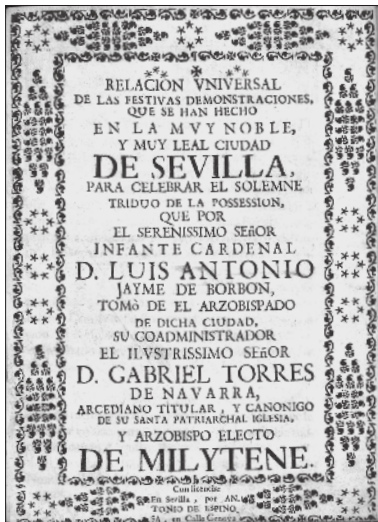 RELACION VNIVERSAL
DE LAS FESTIVAS DEMONSTRACIONES,
QUE SE HAN HECHO
EN LA MVY NOBLE,
Y MUY LEAL CIUDAD
DE SEVILLA,
PARA CELEBRAR EL SOLEMNE
TRIDUO DE LA POSSESSION,
QUE POR
EL SERENISSIMO SEñOR
INFANTE CARDENAL
D. LUIS ANTONIO
JAYME DE BORBON,
TOMò DE EL ARZOBISPADO
DE DICHA CIUDAD,
SU COADMINISTRADOR
EL ILVSTRISSIMO SEñOR
D. GABRIEL TORRES
DE NAVARRA,
ARCEDIANO TITULAR, Y CANONIGO
DE SU SANTA PATRIARCHAL IGLESIA,
Y ARZOBISPO ELECTO
DE MILYTENE.
Con licencia:
En Sevilla, por AN-
TONIO DE ESPINO-
SA, en Calle Genova